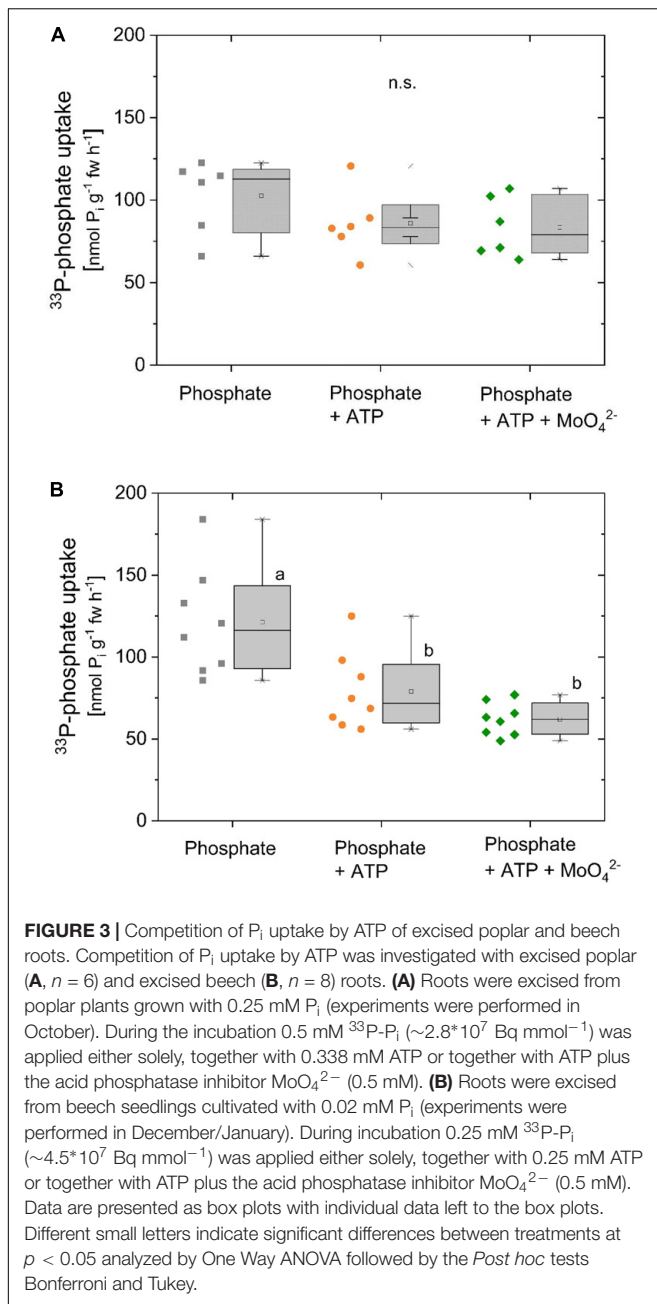 A
200
150
100
50
0
³³P-phosphate uptake
[nmol Pᵢ g⁻¹ fw h⁻¹]
n.s.
Phosphate
Phosphate
+ ATP
Phosphate
+ ATP + MoO₄²⁻
B
200
150
100
50
0
³³P-phosphate uptake
[nmol Pᵢ g⁻¹ fw h⁻¹]
a
b
b
Phosphate
Phosphate
+ ATP
Phosphate
+ ATP + MoO₄²⁻
FIGURE 3 | Competition of Pᵢ uptake by ATP of excised poplar and beech
roots. Competition of Pᵢ uptake by ATP was investigated with excised poplar
(A, n = 6) and excised beech (B, n = 8) roots. (A) Roots were excised from
poplar plants grown with 0.25 mM Pᵢ (experiments were performed in
October). During the incubation 0.5 mM ³³P-Pᵢ (~2.8*10⁷ Bq mmol⁻¹) was
applied either solely, together with 0.338 mM ATP or together with ATP plus
the acid phosphatase inhibitor MoO₄²⁻ (0.5 mM). (B) Roots were excised
from beech seedlings cultivated with 0.02 mM Pᵢ (experiments were
performed in December/January). During incubation 0.25 mM ³³P-Pᵢ
(~4.5*10⁷ Bq mmol⁻¹) was applied either solely, together with 0.25 mM ATP
or together with ATP plus the acid phosphatase inhibitor MoO₄²⁻ (0.5 mM).
Data are presented as box plots with individual data left to the box plots.
Different small letters indicate significant differences between treatments at
p < 0.05 analyzed by One Way ANOVA followed by the Post hoc tests
Bonferroni and Tukey.